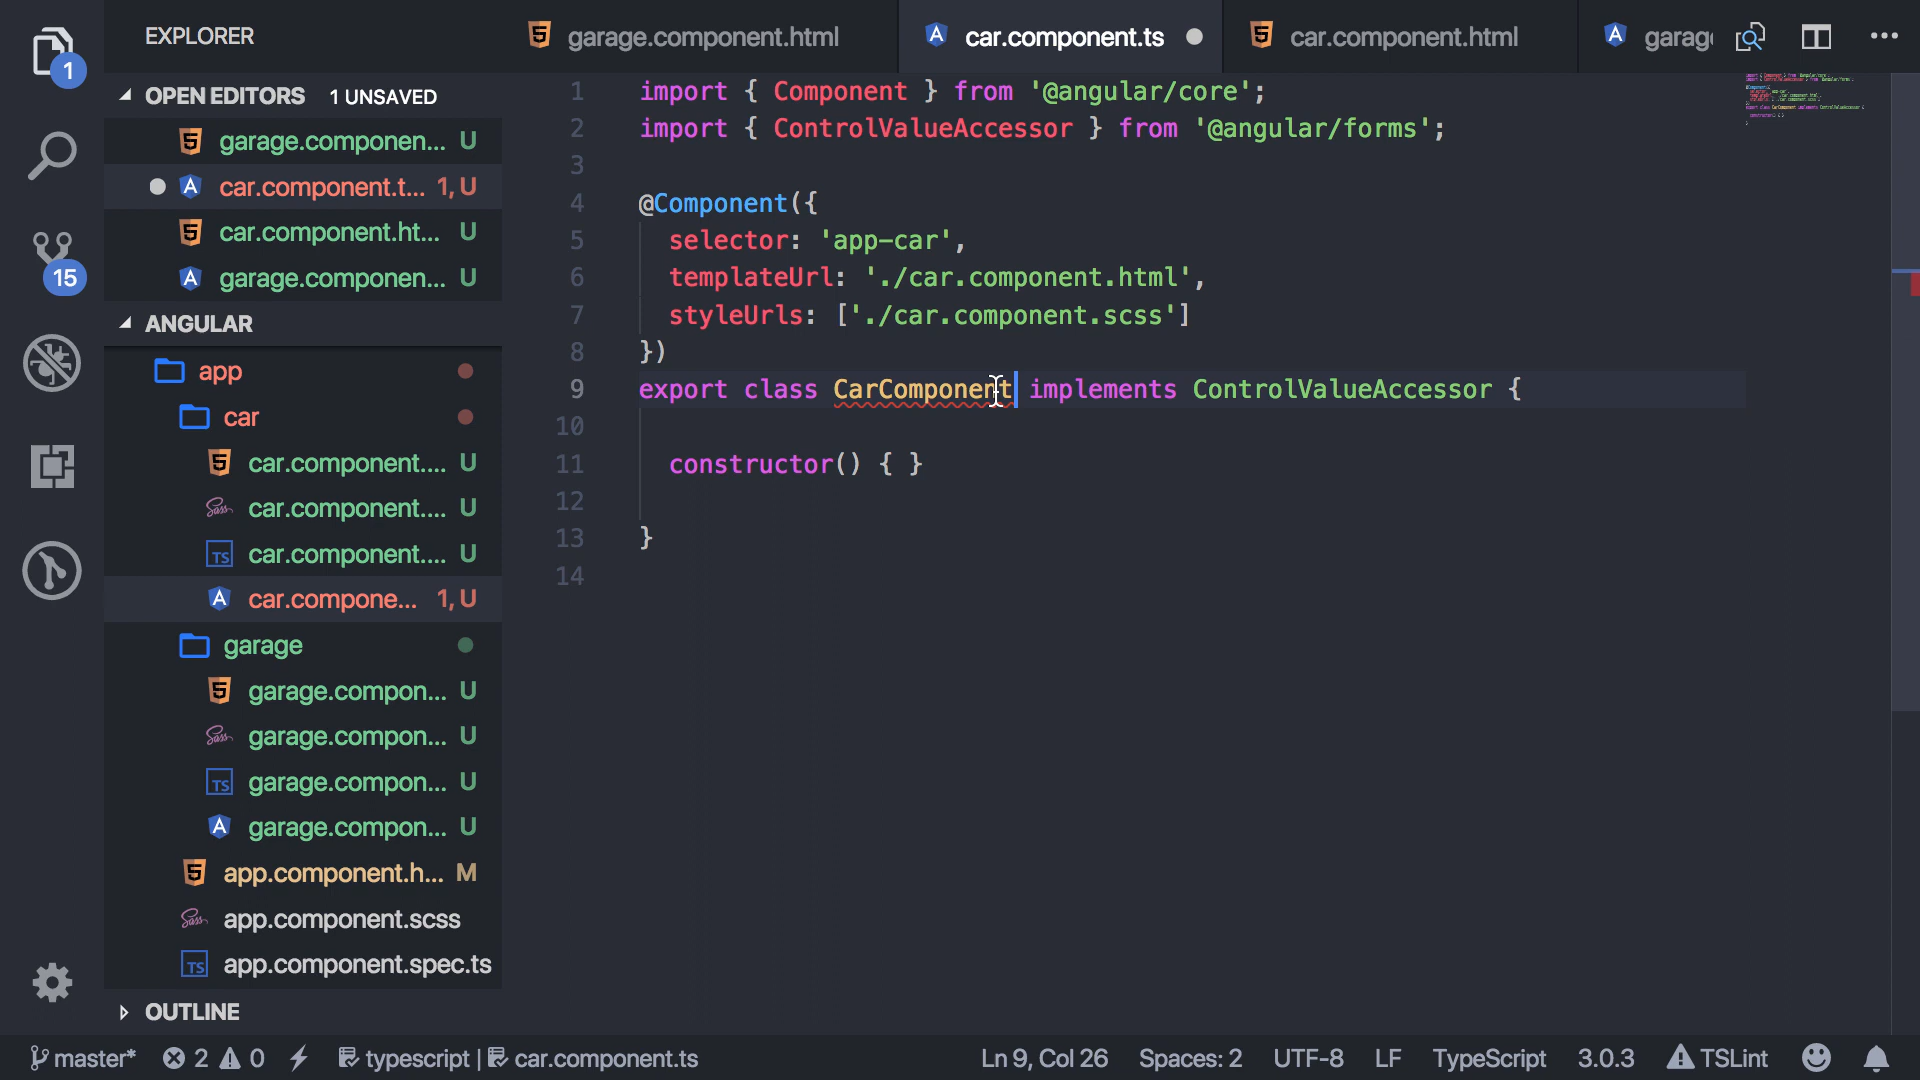 EXPLORER
garage.component.html
car.component.ts
car.component.html
garag
1
OPEN EDITORS 1 UNSAVED
garage.componen... U
car.component.t... 1, U
car.component.ht... U
garage.componen... U
15
ANGULAR
app
car
car.component.... U
car.component.... U
car.component.... U
car.compone... 1, U
garage
garage.compon... U
garage.compon... U
garage.compon... U
garage.compon... U
app.component.h... M
app.component.scss
app.component.spec.ts
OUTLINE
1 import { Component } from '@angular/core';
2 import { ControlValueAccessor } from '@angular/forms';
3
4 @Component({
5 selector: 'app-car',
6 templateUrl: './car.component.html',
7 styleUrls: ['./car.component.scss']
8 })
9 export class CarComponent implements ControlValueAccessor {
10
11 constructor() { }
12
13 }
14
master* 2 0 typescript | car.component.ts
Ln 9, Col 26 Spaces: 2 UTF-8 LF TypeScript 3.0.3 TSLint